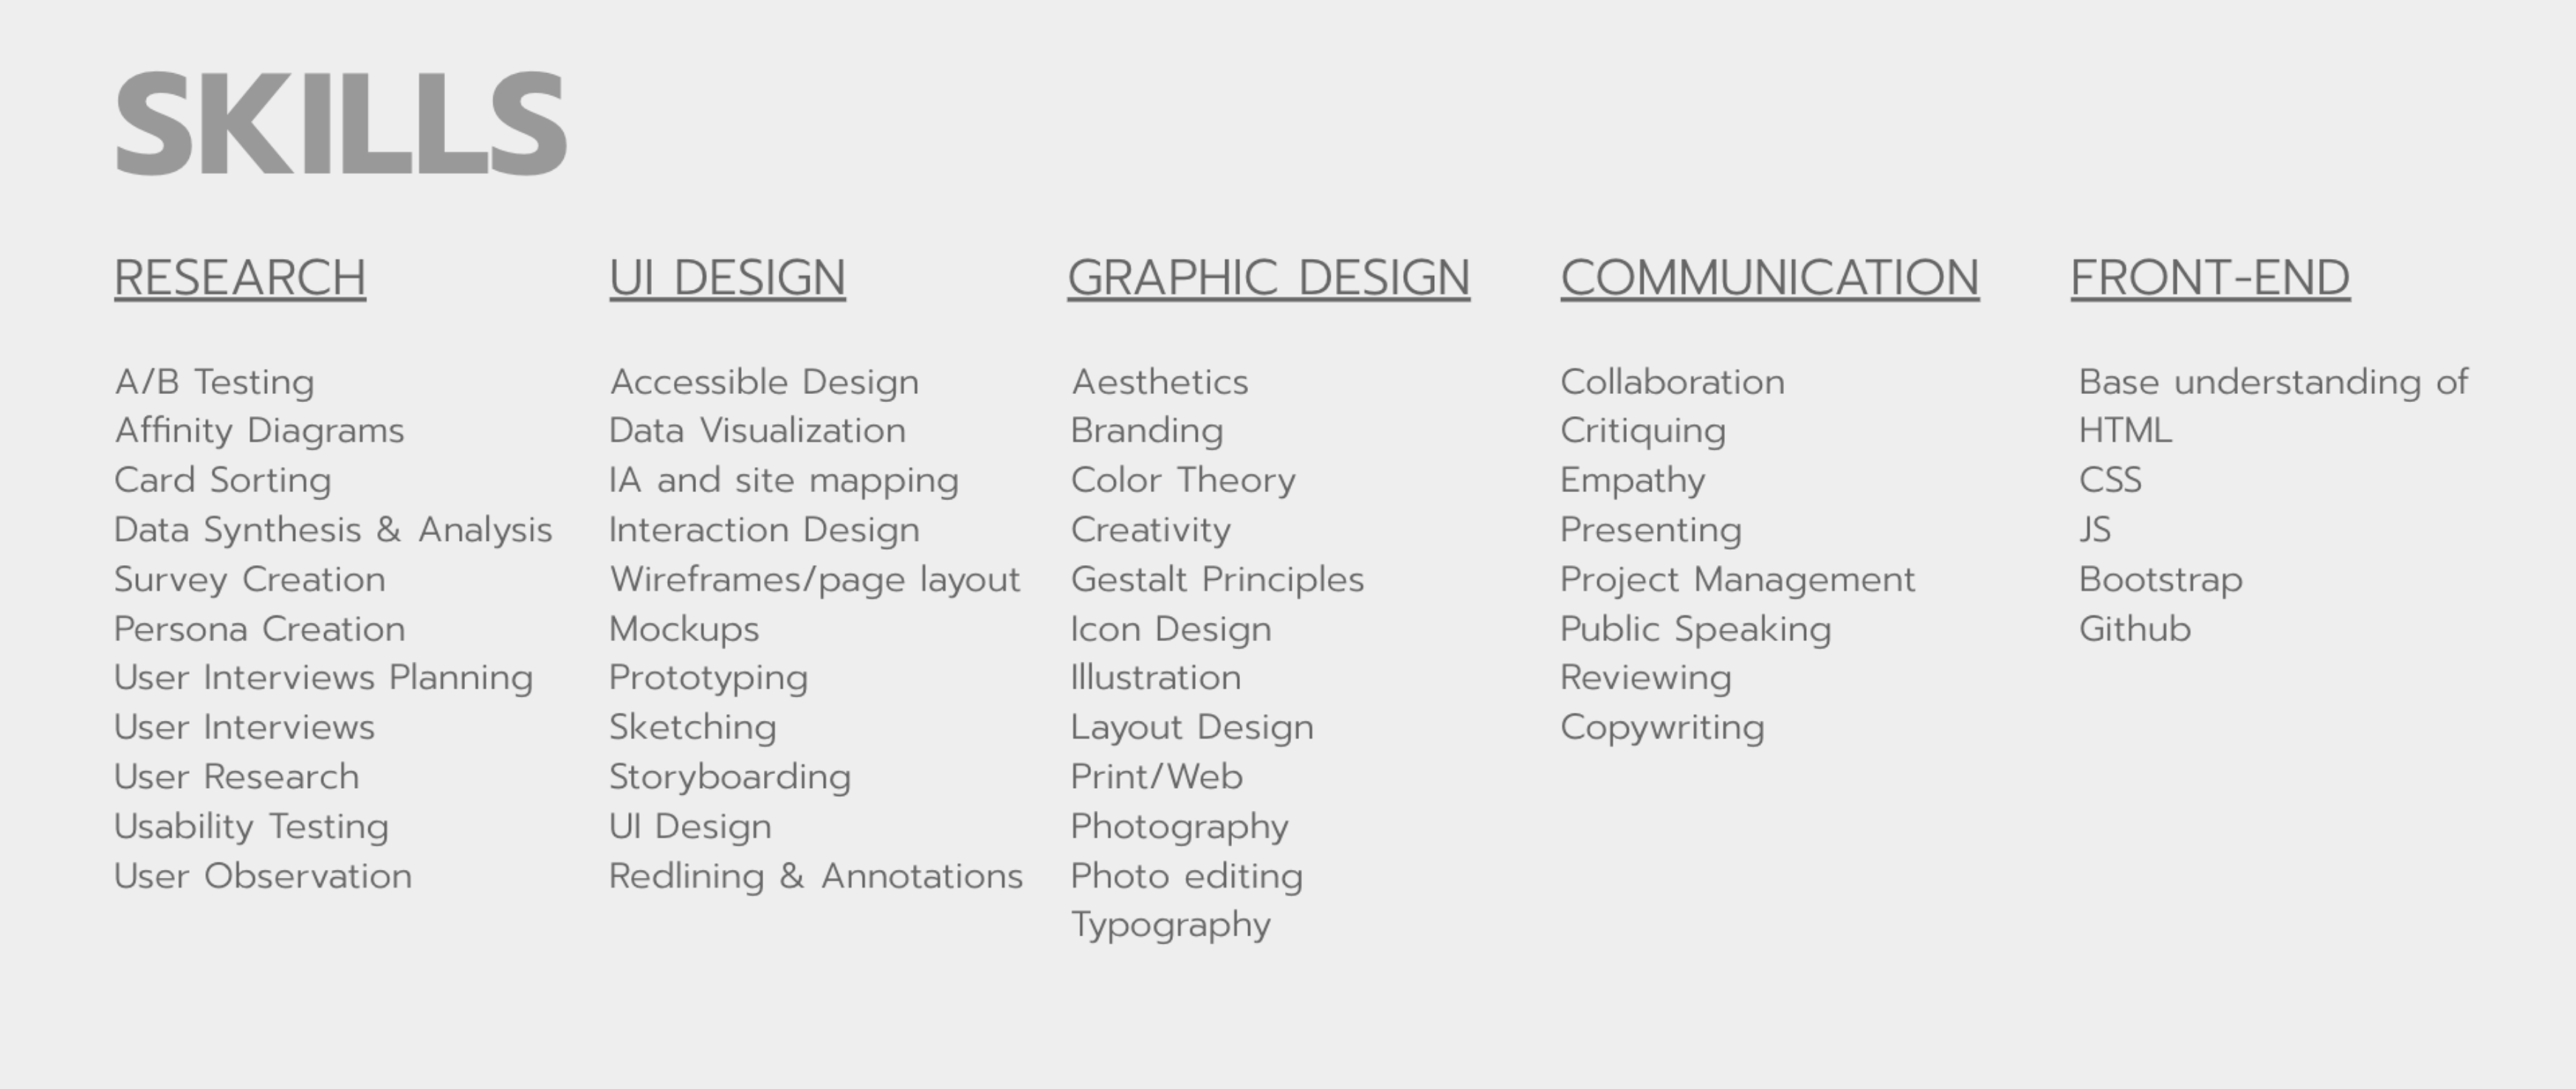 SKILLS
RESEARCH
A/B Testing
Affinity Diagrams
Card Sorting
Data Synthesis & Analysis
Survey Creation
Persona Creation
User Interviews Planning
User Interviews
User Research
Usability Testing
User Observation
UI DESIGN
Accessible Design
Data Visualization
IA and site mapping
Interaction Design
Wireframes/page layout
Mockups
Prototyping
Sketching
Storyboarding
UI Design
Redlining & Annotations
GRAPHIC DESIGN
Aesthetics
Branding
Color Theory
Creativity
Gestalt Principles
Icon Design
Illustration
Layout Design
Print/Web
Photography
Photo editing
Typography
COMMUNICATION
Collaboration
Critiquing
Empathy
Presenting
Project Management
Public Speaking
Reviewing
Copywriting
FRONT-END
Base understanding of
HTML
CSS
JS
Bootstrap
Github